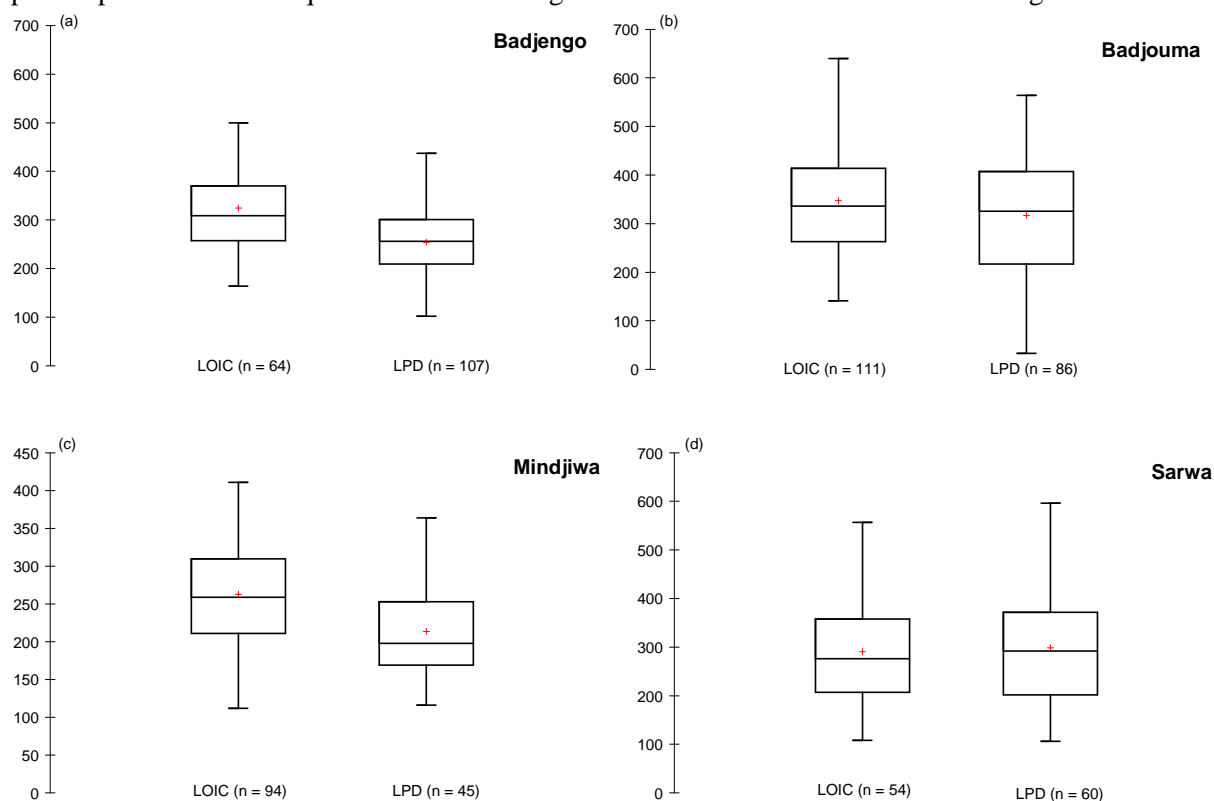 (a)
Badjengo
700
600
500
400
300
200
100
0
LOIC (n = 64)
LPD (n = 107)
(b)
Badjouma
700
600
500
400
300
200
100
0
LOIC (n = 111)
LPD (n = 86)
(c)
Mindjiwa
450
400
350
300
250
200
150
100
50
0
LOIC (n = 94)
LPD (n = 45)
(d)
Sarwa
700
600
500
400
300
200
100
0
LOIC (n = 54)
LPD (n = 60)